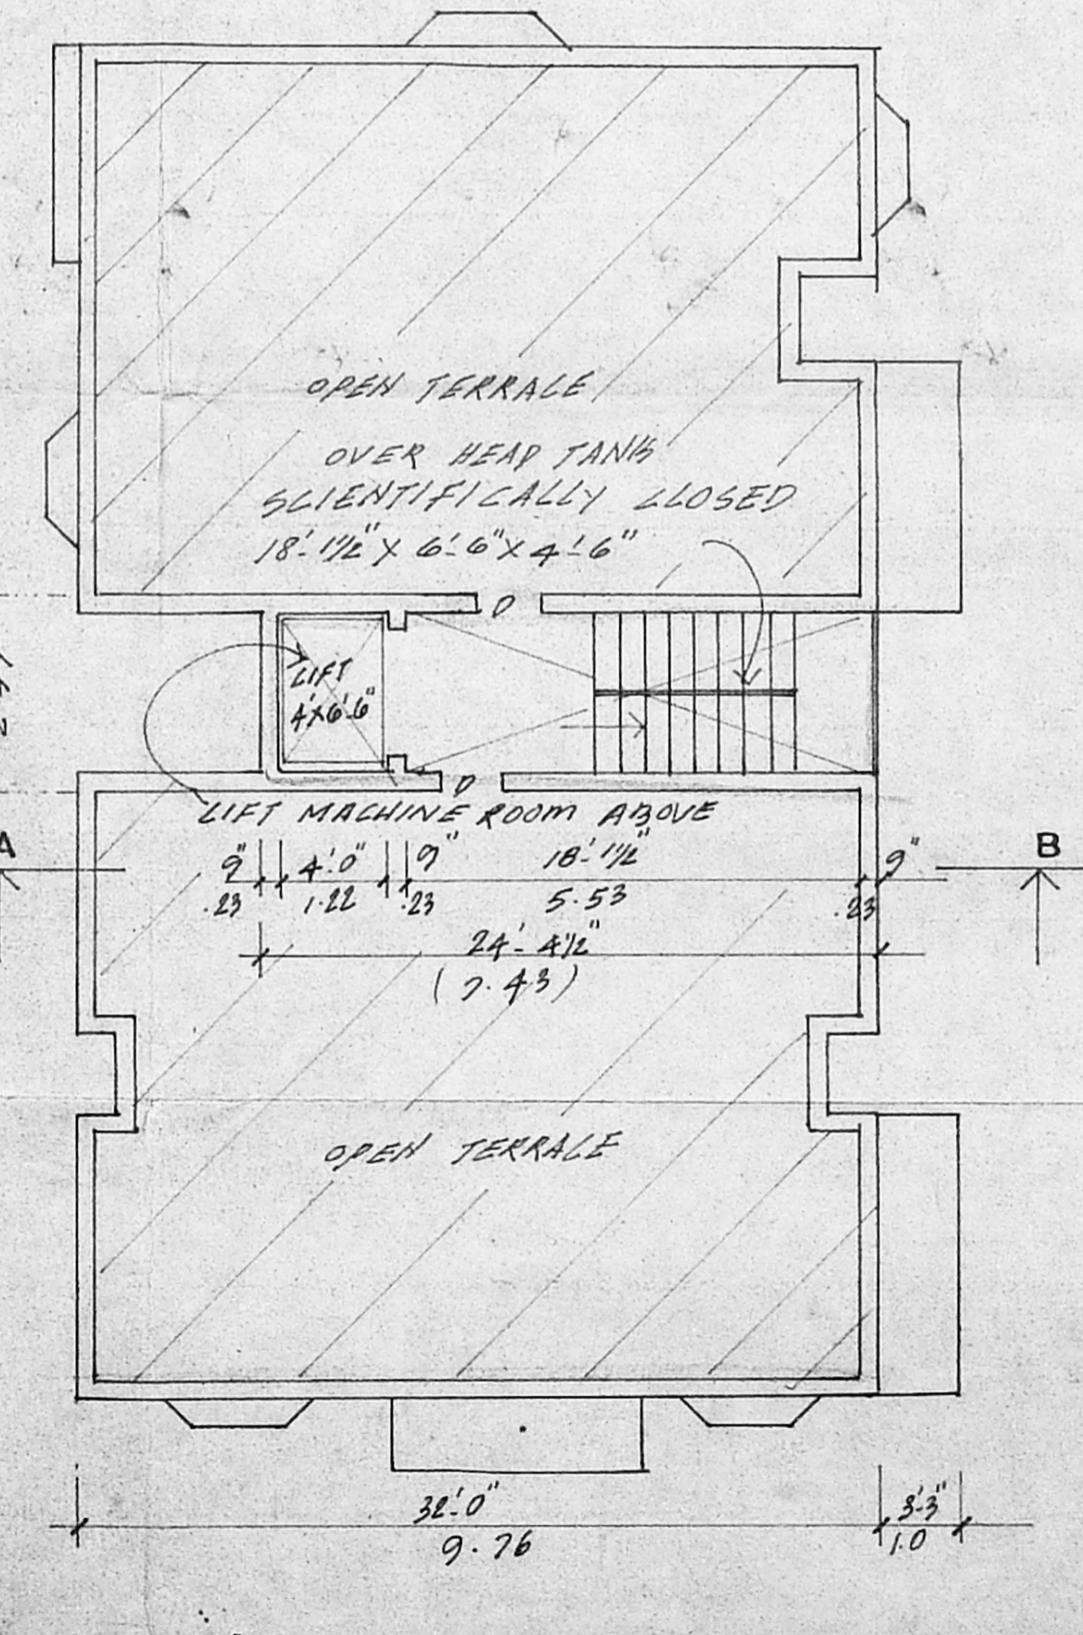 OPEN TERRACE
OVER HEAD TANK
SCIENTIFICALLY CLOSED
18'-1½" X 6'-6" X 4'-6"
D
LIFT
4'X6'-6"
D
LIFT MACHINE ROOM ABOVE
A
9" 4'-0" 9" 18'-1½" 9"
B
.23 1.22 .23 5.53 .23
24'-4½"
(7.43)
OPEN TERRACE
32'-0" 3'-3"
9.76 1.0